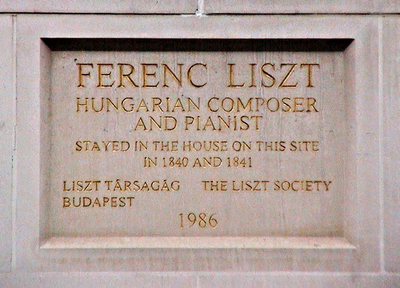 FERENC LISZT
HUNGARIAN COMPOSER
AND PIANIST
STAYED IN THE HOUSE ON THIS SITE
IN 1840 AND 1841
LISZT TÁRSAGÁG THE LISZT SOCIETY
BUDAPEST
1986